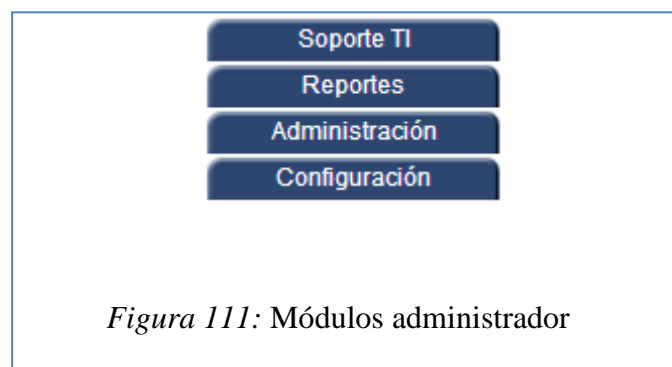 Soporte TI
Reportes
Administración
Configuración
Figura 111: Módulos administrador